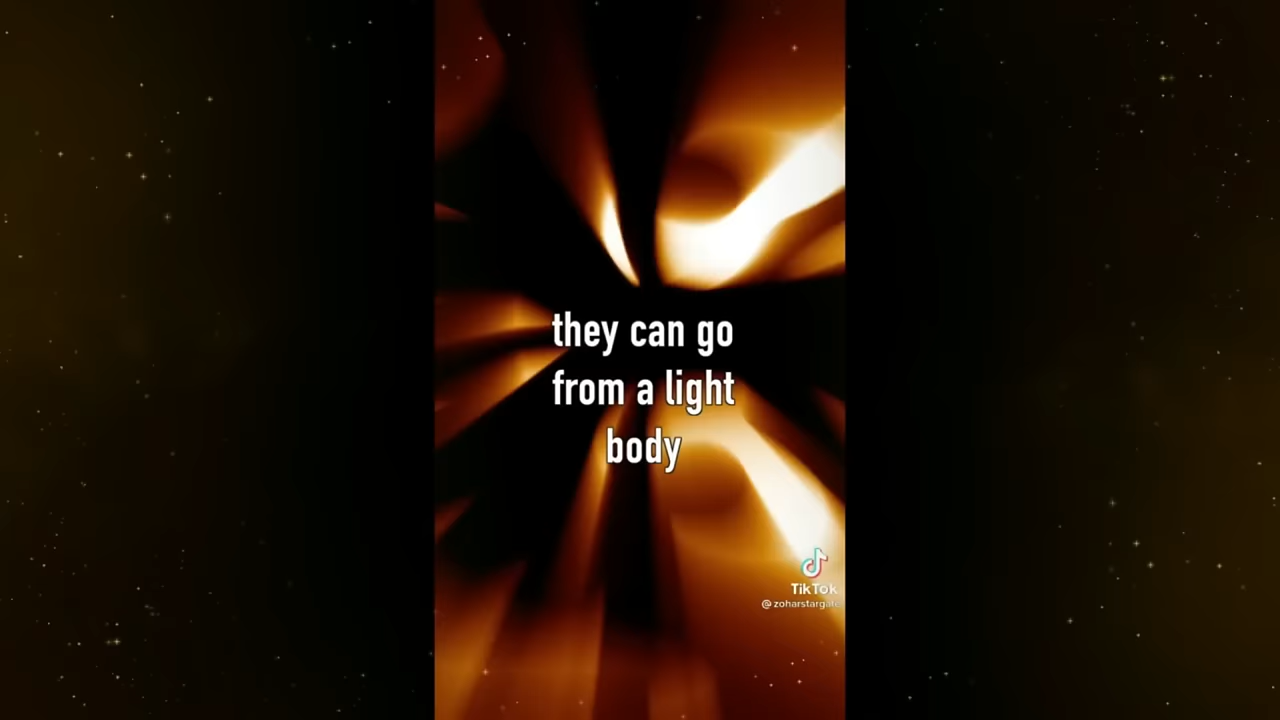 they can go
from a light
body
TikTok
@zoharstargate